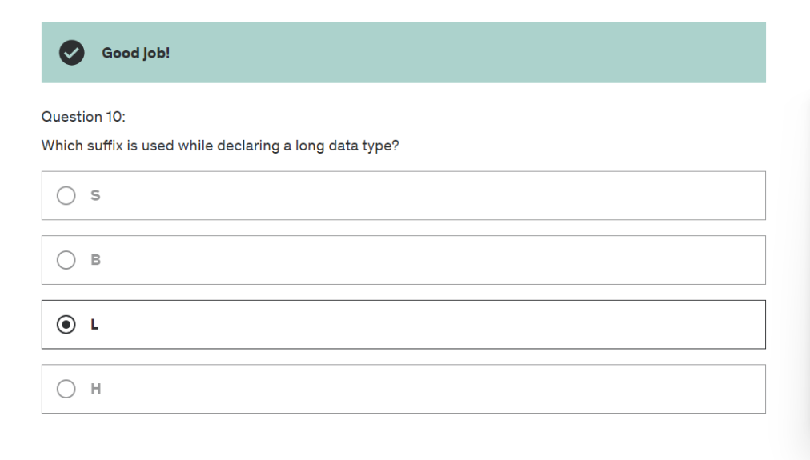 Good job!
Question 10:
Which suffix is used while declaring a long data type?
S
B
L
H